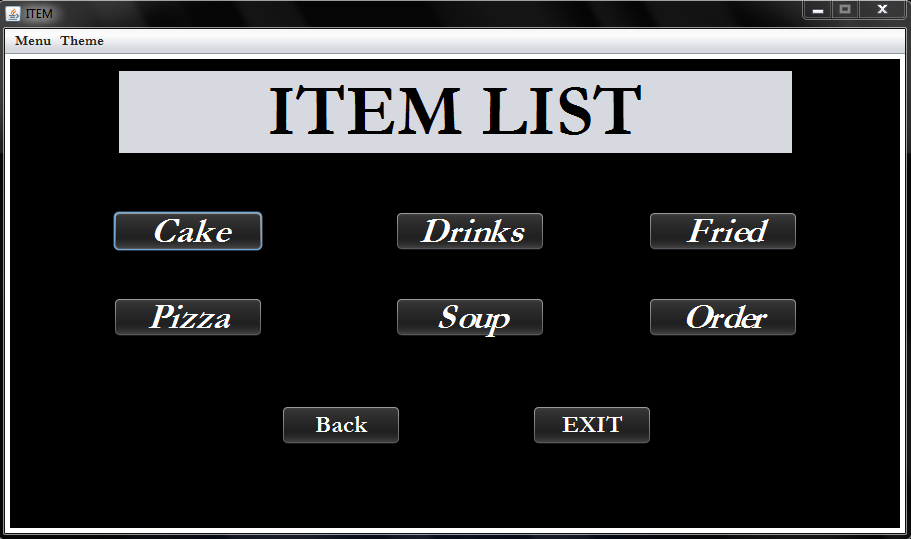 ITEM
Menu Theme
ITEM LIST
Cake Drinks Fried
Pizza Soup Order
Back EXIT